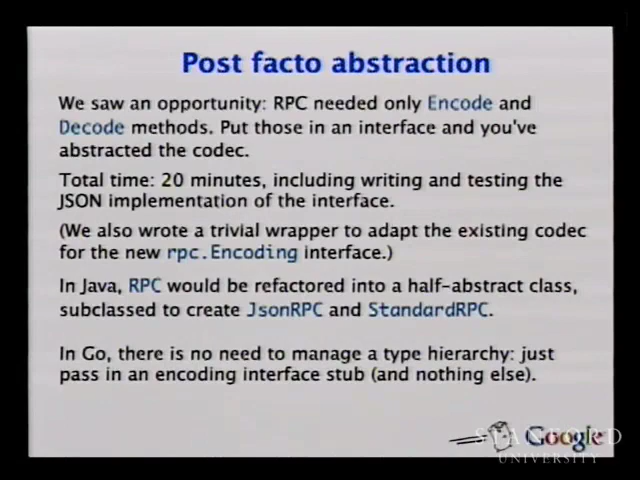 Post facto abstraction
We saw an opportunity: RPC needed only Encode and
Decode methods. Put those in an interface and you've
abstracted the codec.
Total time: 20 minutes, including writing and testing the
JSON implementation of the interface.
(We also wrote a trivial wrapper to adapt the existing codec
for the new rpc.Encoding interface.)
In Java, RPC would be refactored into a half-abstract class,
subclassed to create JsonRPC and StandardRPC.
In Go, there is no need to manage a type hierarchy: just
pass in an encoding interface stub (and nothing else).
Google
STANFORD
UNIVERSITY